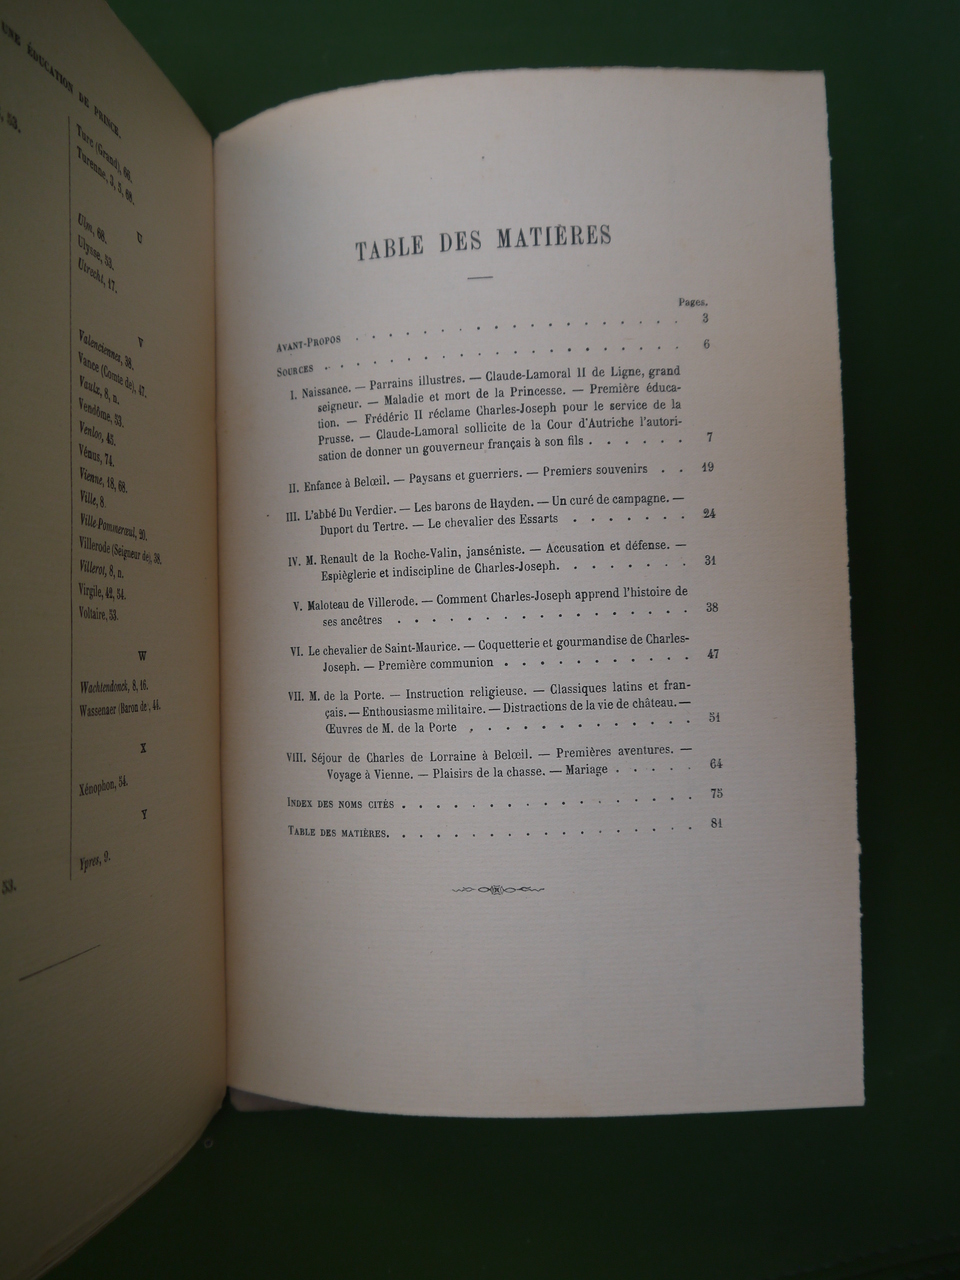 UNE ÉDUCATION DE PRINCE.
53.
Turc (Grand), 66.
Turenne, 3, 5, 68.
U
Ulm, 68.
Ulysse, 53.
Utrecht, 17.
V
Valenciennes, 38.
Vance (Comte de), 47.
Vaulx, 8, n.
Vendôme, 53.
Venloo, 45.
Vénus, 74.
Vienne, 18, 68.
Ville, 8.
Ville-Pommerœul, 20.
Villerode (Seigneur de), 38.
Villeroi, 8, n.
Virgile, 42, 54.
Voltaire, 53.
W
Wachtendonck, 8, 16.
Wassenaer (Baron de), 44.
X
Xénophon, 54.
Y
Ypres, 9.
53.
TABLE DES MATIÈRES
Pages.
AVANT-PROPOS . . . . . . . . . . . . . . . . . 3
SOURCES . . . . . . . . . . . . . . . . . . 6
I. Naissance. — Parrains illustres. — Claude-Lamoral II de Ligne, grand
seigneur. — Maladie et mort de la Princesse. — Première éduca-
tion. — Frédéric II réclame Charles-Joseph pour le service de la
Prusse. — Claude-Lamoral sollicite de la Cour d'Autriche l'autori-
sation de donner un gouverneur français à son fils . . . . . . 7
II. Enfance à Belœil. — Paysans et guerriers. — Premiers souvenirs . . 19
III. L'abbé Du Verdier. — Les barons de Hayden. — Un curé de campagne. —
Duport du Tertre. — Le chevalier des Essarts . . . . . . . 24
IV. M. Renault de la Roche-Valin, janséniste. — Accusation et défense. —
Espièglerie et indiscipline de Charles-Joseph. . . . . . . . 31
V. Maloteau de Villerode. — Comment Charles-Joseph apprend l'histoire de
ses ancêtres . . . . . . . . . . . . . . . . 38
VI. Le chevalier de Saint-Maurice. — Coquetterie et gourmandise de Charles-
Joseph. — Première communion . . . . . . . . . . . 47
VII. M. de la Porte. — Instruction religieuse. — Classiques latins et fran-
çais. — Enthousiasme militaire. — Distractions de la vie de château. —
Œuvres de M. de la Porte . . . . . . . . . . . . 51
VIII. Séjour de Charles de Lorraine à Belœil. — Premières aventures. —
Voyage à Vienne. — Plaisirs de la chasse. — Mariage . . . . . 64
INDEX DES NOMS CITÉS . . . . . . . . . . . . . . . . 75
TABLE DES MATIÈRES. . . . . . . . . . . . . . . . . 81